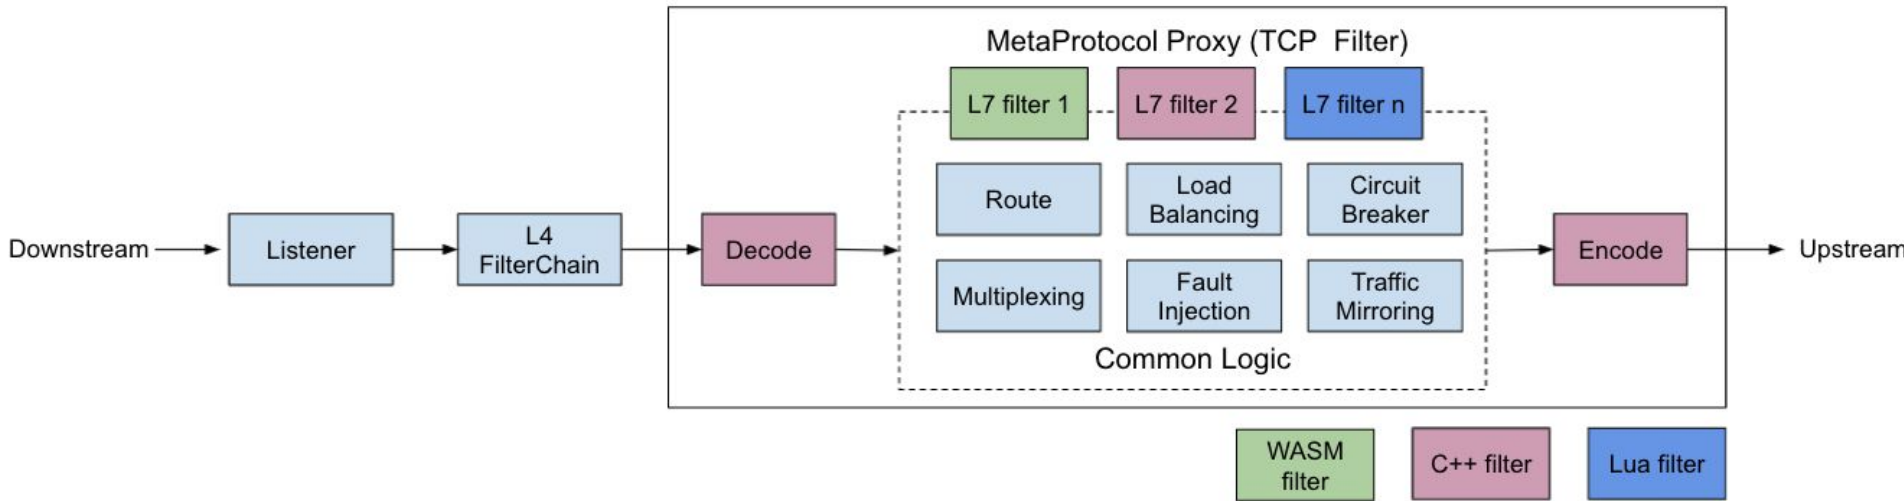 MetaProtocol Proxy (TCP Filter)
L7 filter 1
L7 filter 2
L7 filter n
Route
Load
Balancing
Circuit
Breaker
Downstream
Listener
L4
FilterChain
Decode
Encode
Upstream
Multiplexing
Fault
Injection
Traffic
Mirroring
Common Logic
WASM
filter
C++ filter
Lua filter